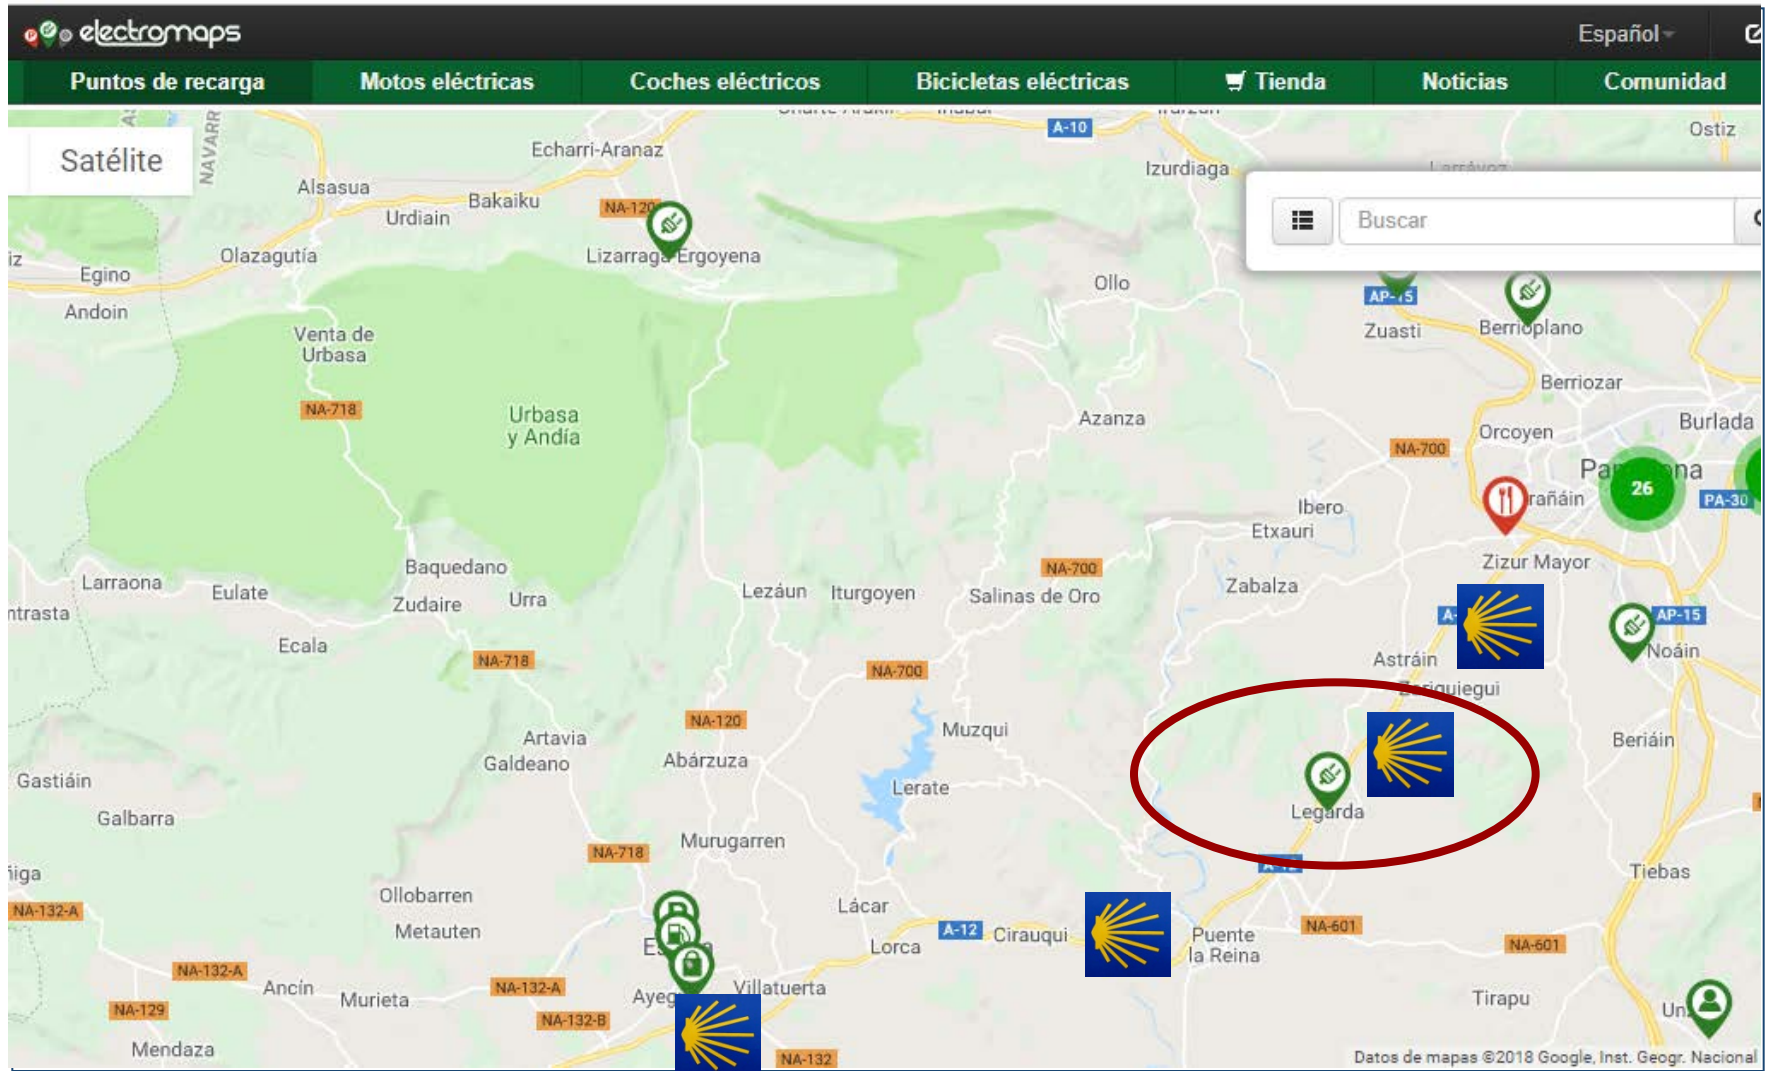 electromaps
Español
Puntos de recarga
Motos eléctricas
Coches eléctricos
Bicicletas eléctricas
Tienda
Noticias
Comunidad
Satélite
Buscar
A-10
Ostiz
Echarri-Aranaz
Izurdiaga
Alsasua
Bakaiku
Urdiain
NA-120
Olazagutía
Lizarraga-Ergoyena
Egino
Ollo
Andoin
AP-15
Zuasti
Berrioplano
Venta de
Urbasa
Berriozar
NA-718
Urbasa
y Andía
Azanza
Burlada
Orcoyen
NA-700
26
PA-30
Ibero
Etxauri
Zizur Mayor
Baquedano
NA-700
Larraona
Eulate
Zudaire
Urra
Lezáun
Iturgoyen
Salinas de Oro
Zabalza
AP-15
Ecala
NA-718
NA-700
Astráin
Noáin
Zariquiegui
NA-120
Muzqui
Artavia
Galdeano
Abárzuza
Beriáin
Gastiáin
Lerate
Galbarra
Legarda
Murugarren
NA-718
A-12
Tiebas
Ollobarren
Lácar
NA-132-A
Metauten
Lorca
A-12
Cirauqui
Puente
la Reina
NA-601
NA-601
NA-132-A
Ancín
Murieta
NA-132-A
Villatuerta
Tirapu
NA-129
NA-132-B
Mendaza
NA-132
Datos de mapas ©2018 Google, Inst. Geogr. Nacional